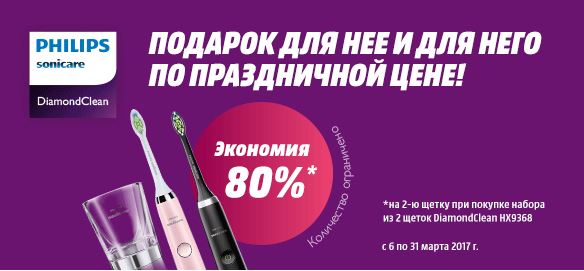 PHILIPS
sonicare
DiamondClean
ПОДАРОК ДЛЯ НЕЕ И ДЛЯ НЕГО
ПО ПРАЗДНИЧНОЙ ЦЕНЕ!
Экономия
80%*
Количество ограничено
*на 2-ю щетку при покупке набора
из 2 щеток DiamondClean HX9368
с 6 по 31 марта 2017 г.